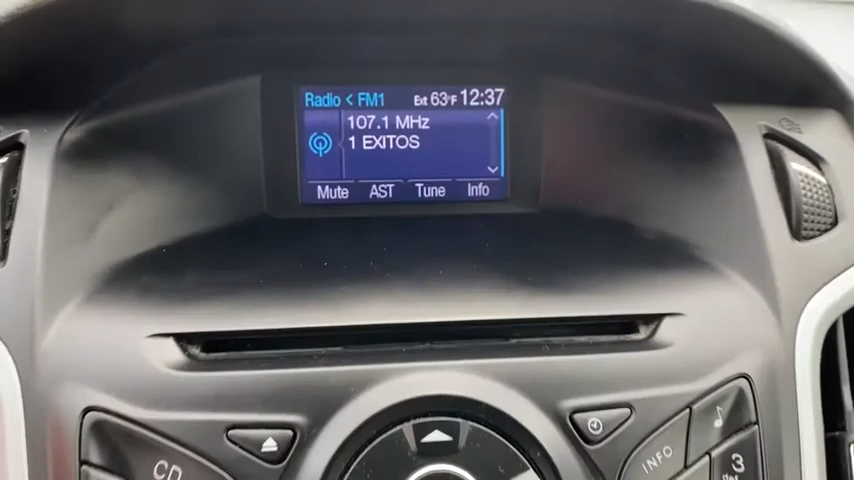 Radio < FM1 Ext 63°F 12:37
107.1 MHz
1 EXITOS
Mute AST Tune Info
CD
INFO
3